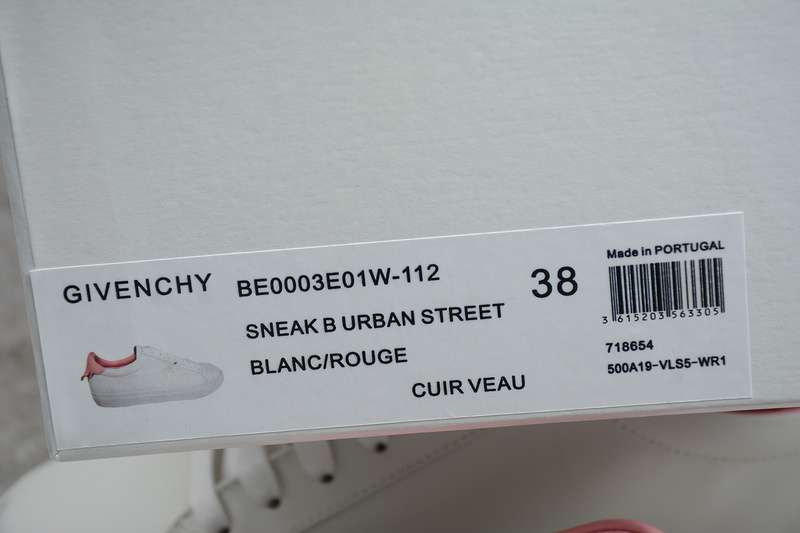 GIVENCHY
BE0003E01W-112
SNEAK B URBAN STREET
BLANC/ROUGE
CUIR VEAU
38
Made in PORTUGAL
3 615203 563305
718654
500A19-VLS5-WR1